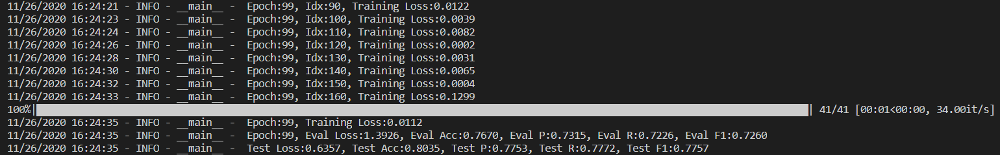 11/26/2020 16:24:21 - INFO - __main__ -   Epoch:99, Idx:90, Training Loss:0.0122
11/26/2020 16:24:23 - INFO - __main__ -   Epoch:99, Idx:100, Training Loss:0.0039
11/26/2020 16:24:24 - INFO - __main__ -   Epoch:99, Idx:110, Training Loss:0.0082
11/26/2020 16:24:26 - INFO - __main__ -   Epoch:99, Idx:120, Training Loss:0.0002
11/26/2020 16:24:28 - INFO - __main__ -   Epoch:99, Idx:130, Training Loss:0.0031
11/26/2020 16:24:30 - INFO - __main__ -   Epoch:99, Idx:140, Training Loss:0.0065
11/26/2020 16:24:32 - INFO - __main__ -   Epoch:99, Idx:150, Training Loss:0.0004
11/26/2020 16:24:33 - INFO - __main__ -   Epoch:99, Idx:160, Training Loss:0.1299
100%| | 41/41 [00:01<00:00, 34.00it/s]
11/26/2020 16:24:35 - INFO - __main__ -   Epoch:99, Training Loss:0.0112
11/26/2020 16:24:35 - INFO - __main__ -   Epoch:99, Eval Loss:1.3926, Eval Acc:0.7670, Eval P:0.7315, Eval R:0.7226, Eval F1:0.7260
11/26/2020 16:24:35 - INFO - __main__ -   Test Loss:0.6357, Test Acc:0.8035, Test P:0.7753, Test R:0.7772, Test F1:0.7757